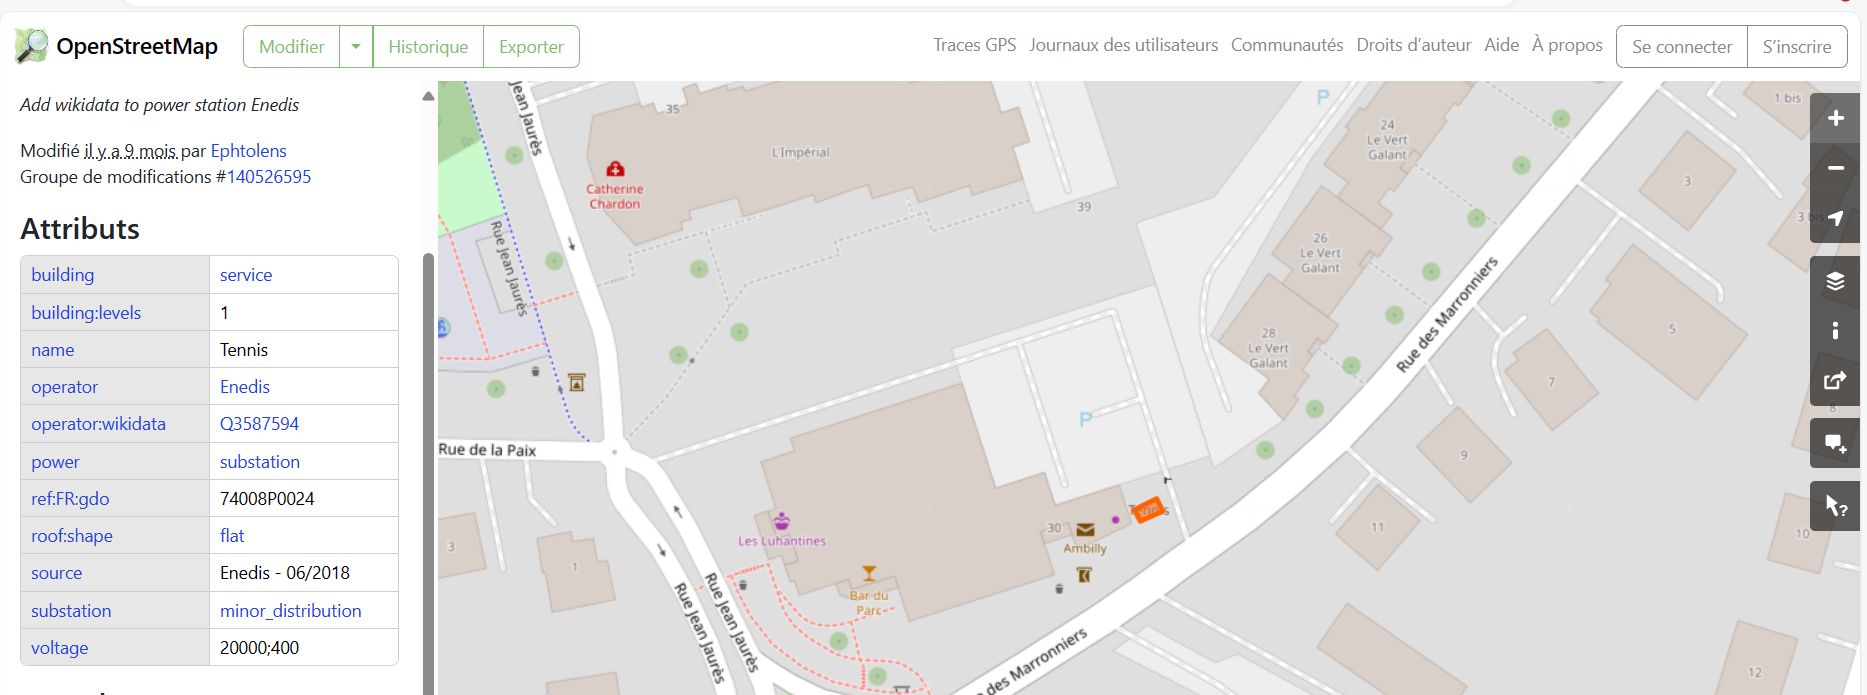 OpenStreetMap
Modifier
Historique
Exporter
Traces GPS
Journaux des utilisateurs
Communautés
Droits d’auteur
Aide
À propos
Se connecter
S’inscrire
Add wikidata to power station Enedis
Modifié il y a 9 mois par Ephtolens
Groupe de modifications #140526595
Attributs
building service
building:levels 1
name Tennis
operator Enedis
operator:wikidata Q3587594
power substation
ref:FR:gdo 74008P0024
roof:shape flat
source Enedis - 06/2018
substation minor_distribution
voltage 20000;400
Jean Jaurès
35
L'Impérial
Catherine
Chardon
39
P
24
Le Vert
Galant
1 bis
3
3 bis
26
Le Vert
Galant
Rue Jean Jaurès
28
Le Vert
Galant
Rue des Marronniers
5
7
8
P
Rue de la Paix
9
11
10
30
Ambilly
Les Luhantines
Bar du
Parc
3
1
Rue Jean Jaurès
Rue Jean Jaurès
ue des Marronniers
12